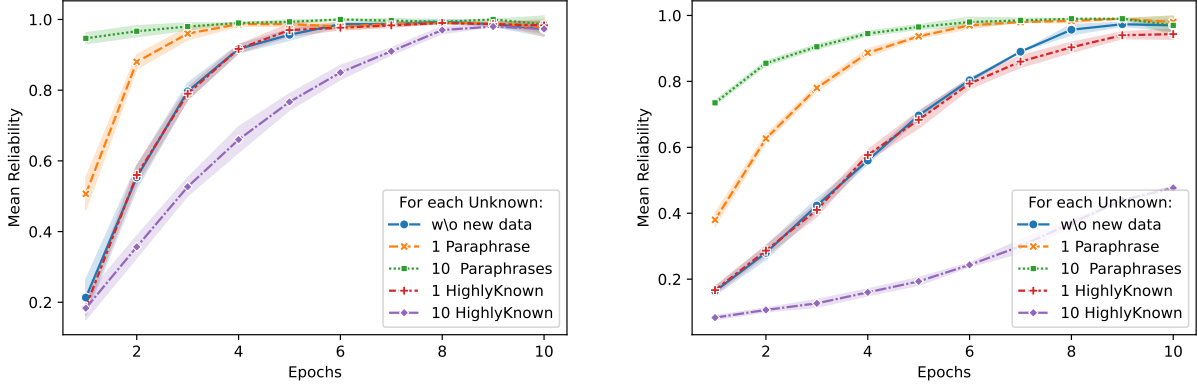 1.0
0.8
0.6
0.4
0.2
Mean Reliability
2
4
6
8
10
Epochs
For each Unknown:
w\o new data
1 Paraphrase
10 Paraphrases
1 HighlyKnown
10 HighlyKnown
1.0
0.8
0.6
0.4
0.2
Mean Reliability
2
4
6
8
10
Epochs
For each Unknown:
w\o new data
1 Paraphrase
10 Paraphrases
1 HighlyKnown
10 HighlyKnown